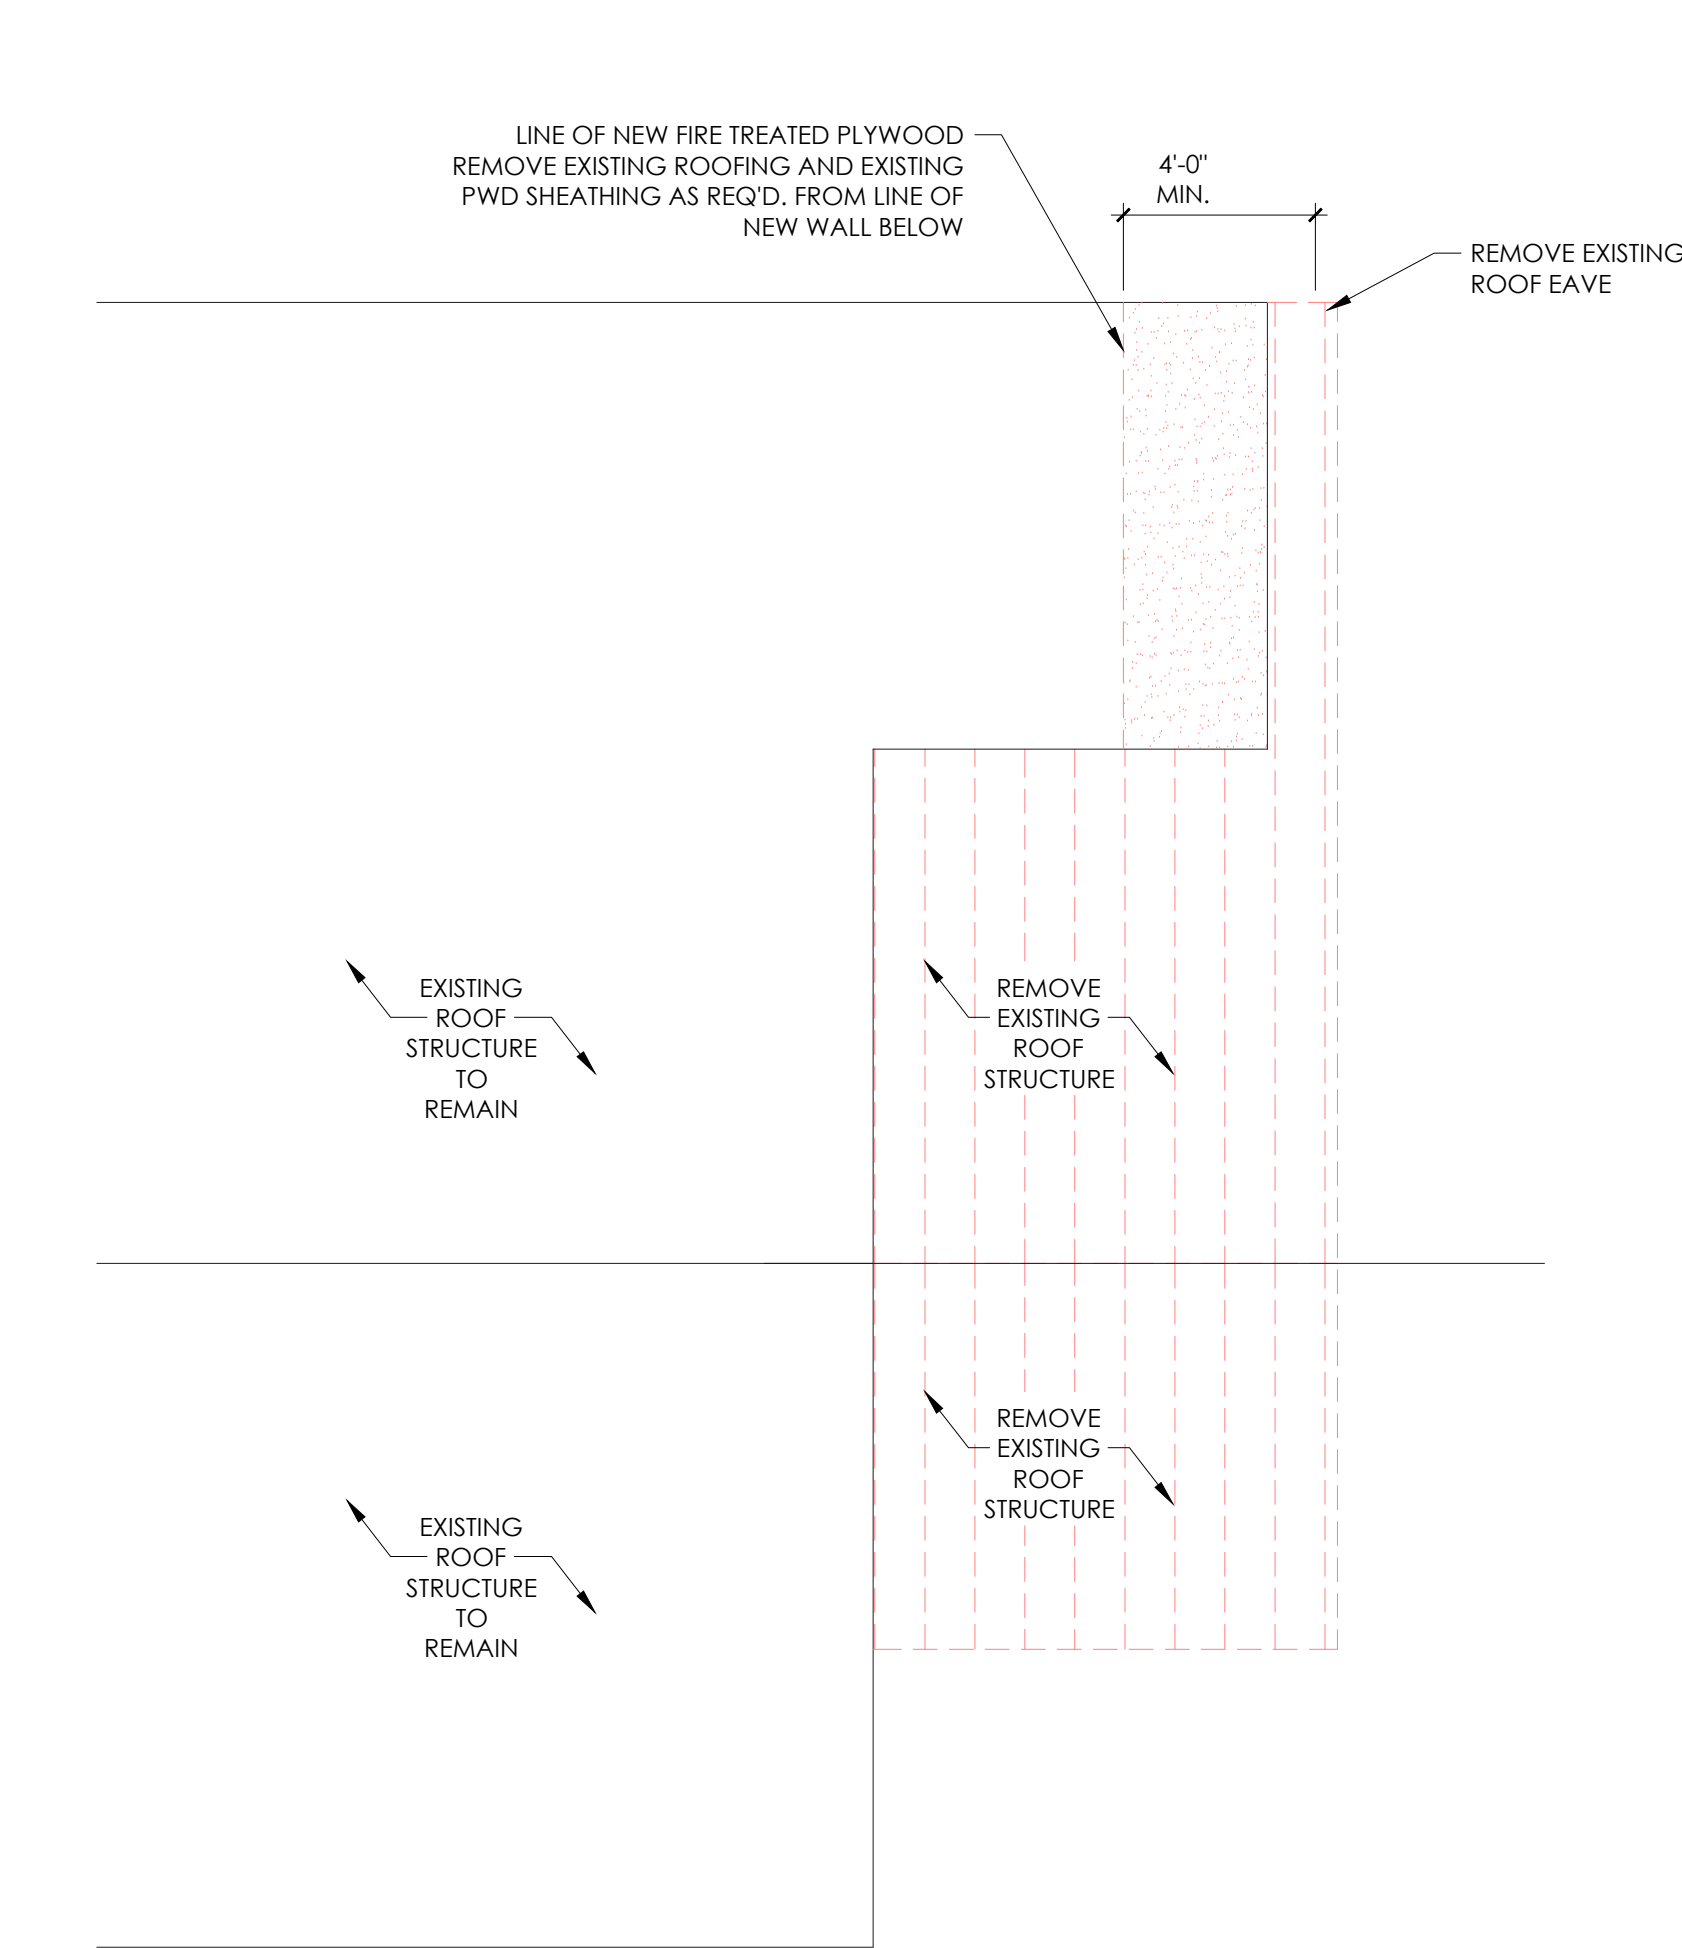 LINE OF NEW FIRE TREATED PLYWOOD
REMOVE EXISTING ROOFING AND EXISTING
PWD SHEATHING AS REQ'D. FROM LINE OF
NEW WALL BELOW
4'-0"
MIN.
REMOVE EXISTING
ROOF EAVE
EXISTING
ROOF
STRUCTURE
TO
REMAIN
REMOVE
EXISTING
ROOF
STRUCTURE
REMOVE
EXISTING
ROOF
STRUCTURE
EXISTING
ROOF
STRUCTURE
TO
REMAIN